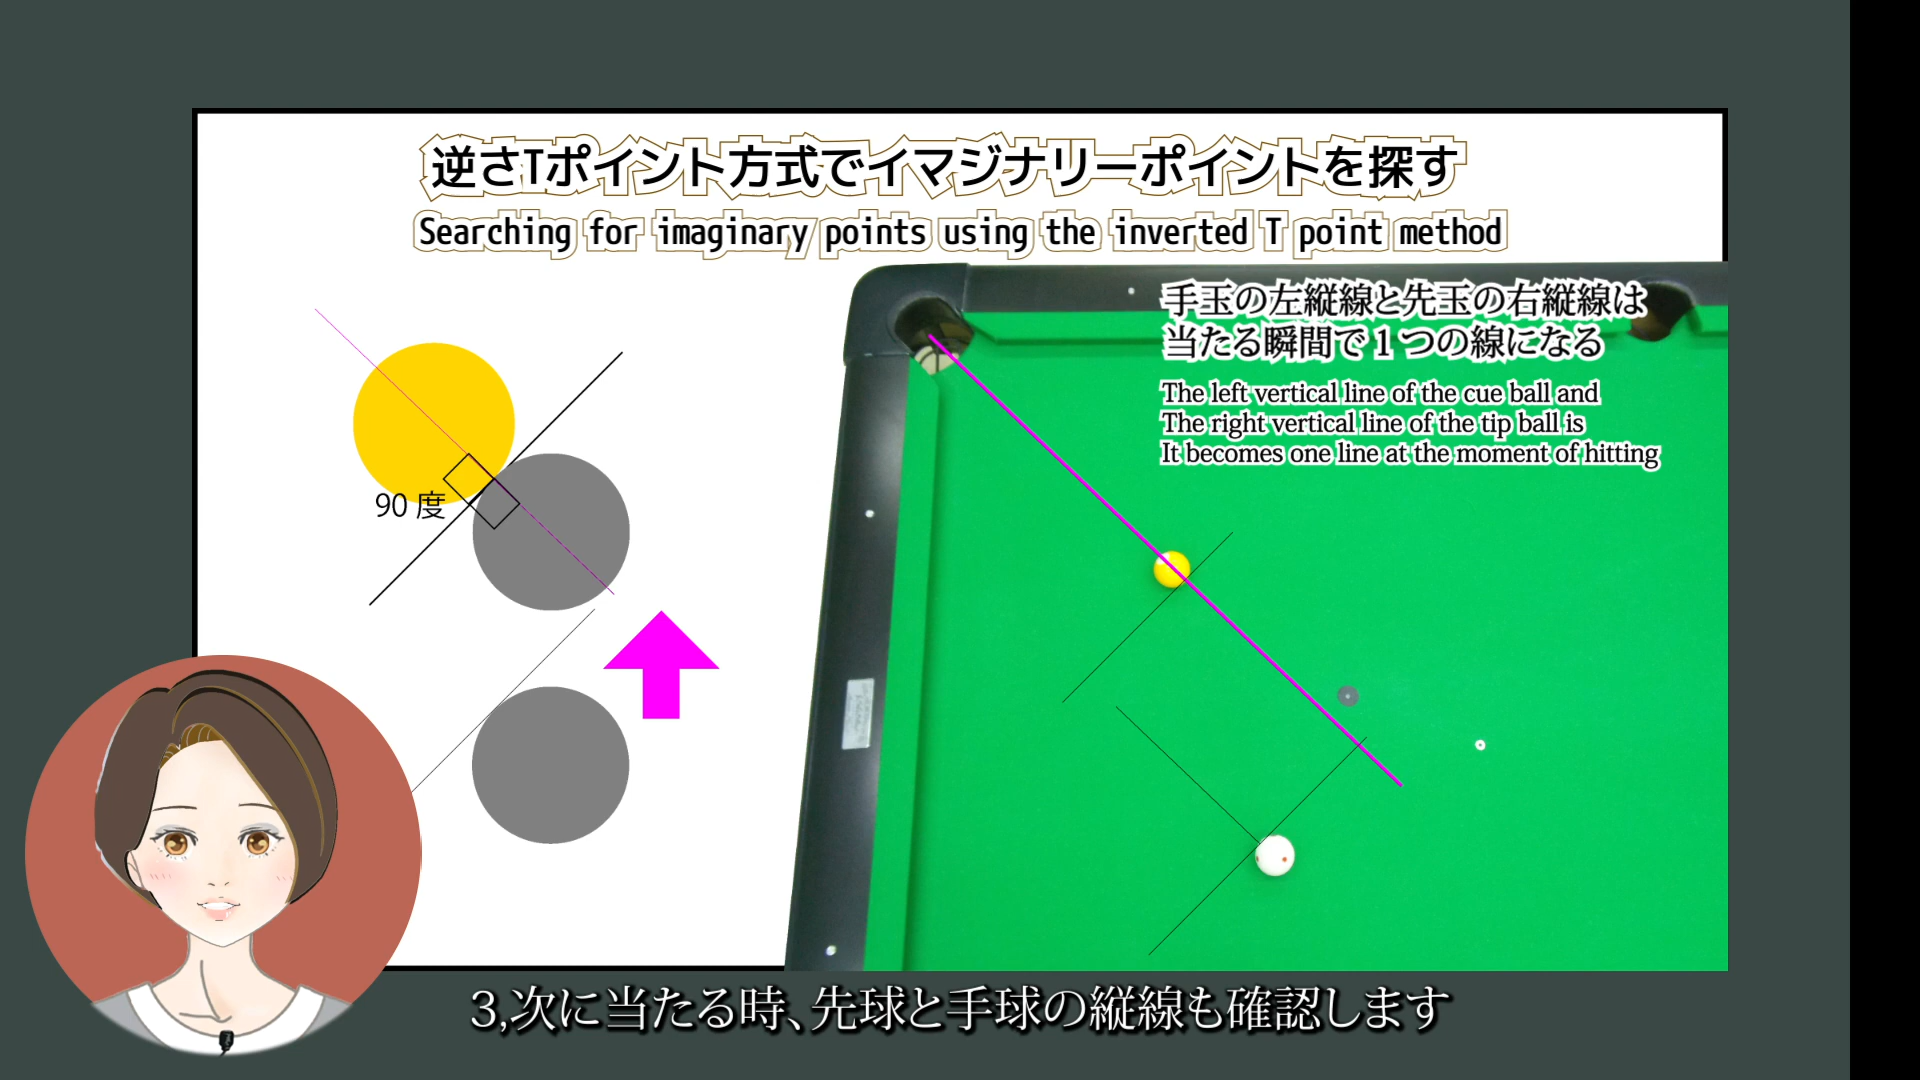 逆さTポイント方式でイマジナリーポイントを探す
Searching for imaginary points using the inverted T point method
手玉の左縦線と先玉の右縦線は
当たる瞬間で１つの線になる
The left vertical line of the cue ball and
The right vertical line of the tip ball is
It becomes one line at the moment of hitting
90 度
3,次に当たる時、先球と手球の縦線も確認します